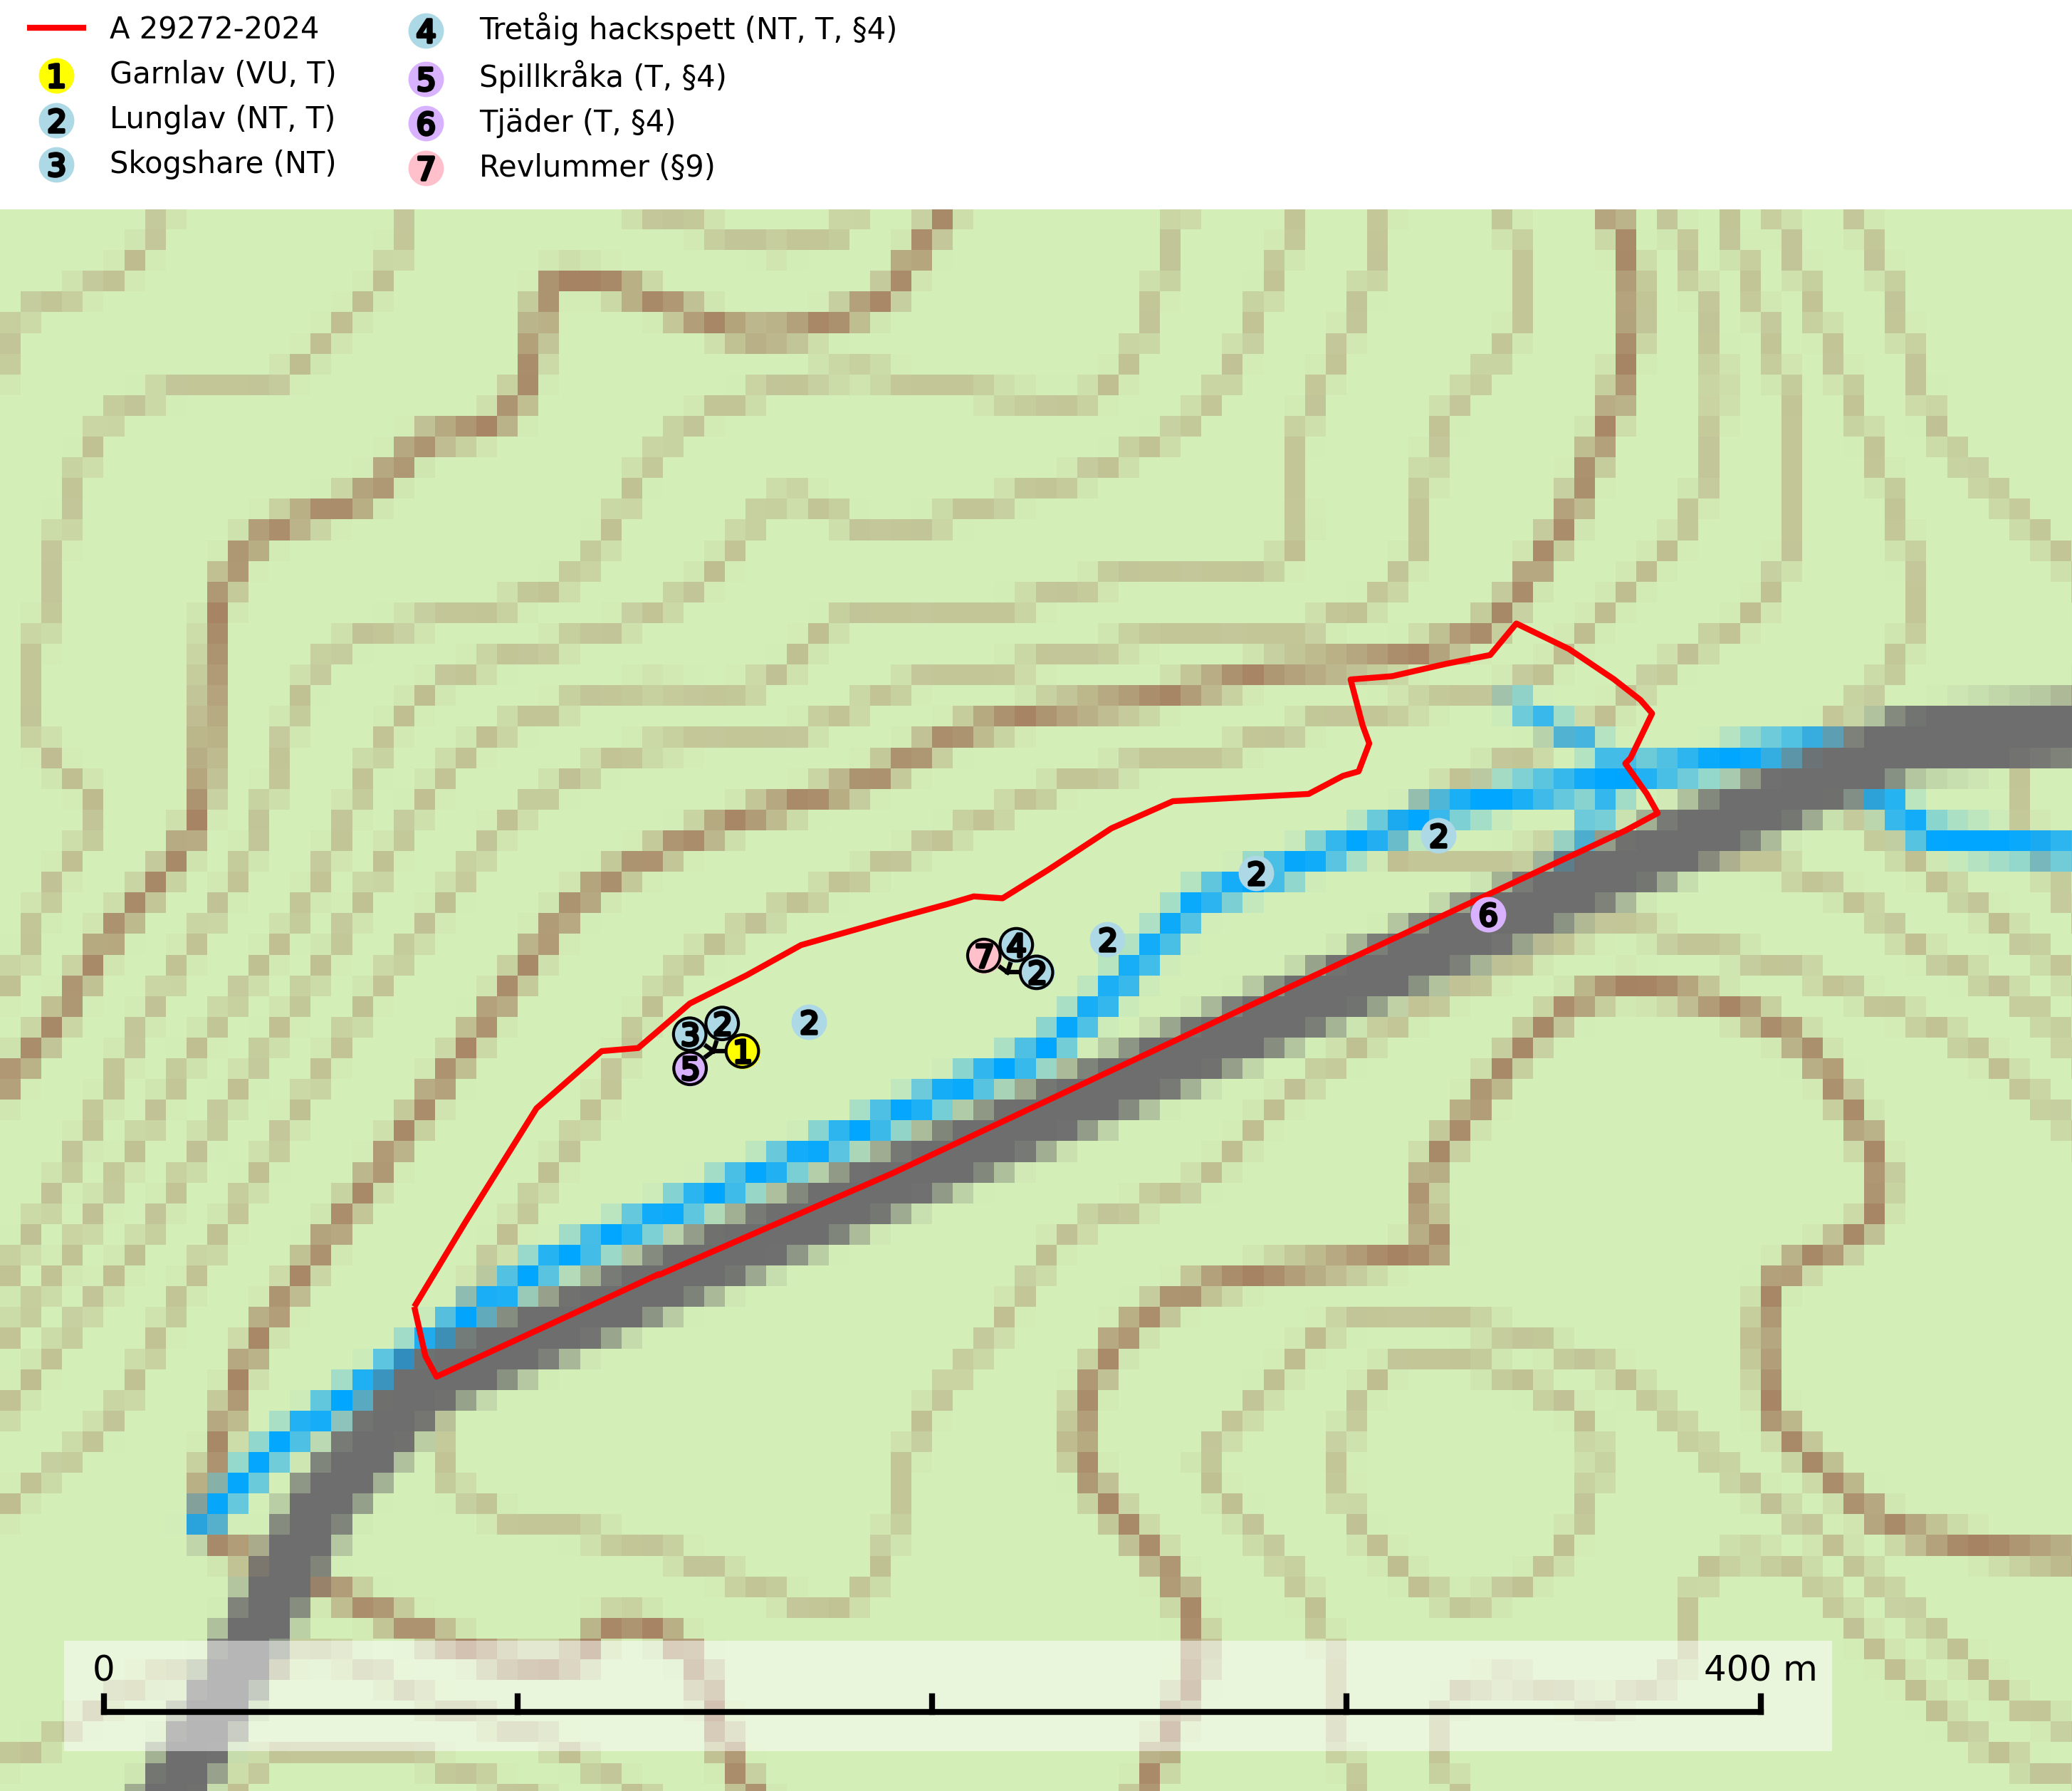 A 29272-2024
1 Garnlav (VU, T)
2 Lunglav (NT, T)
3 Skogshare (NT)
4 Tretåig hackspett (NT, T, §4)
5 Spillkråka (T, §4)
6 Tjäder (T, §4)
7 Revlummer (§9)
2
2
6
7 4 2
2
3 2 1
5
2
0 400 m